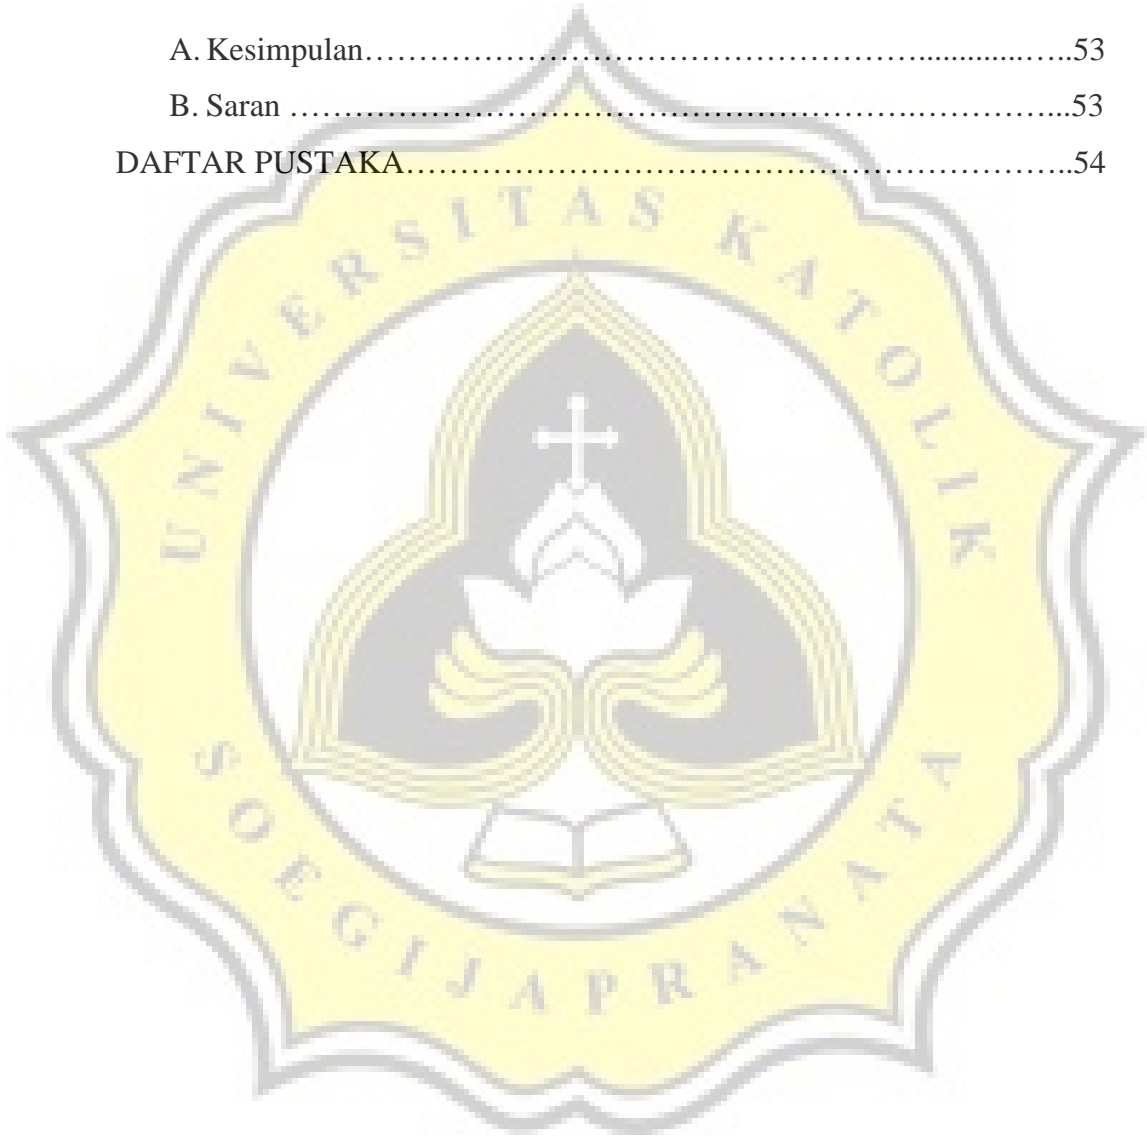 A. Kesimpulan……………………………………………............…..53
B. Saran ….…………….…………………………………….…………...53
DAFTAR PUSTAKA……………………………………………………..54
UNIVERSITAS KATOLIK
SOEGIJAPRANATA